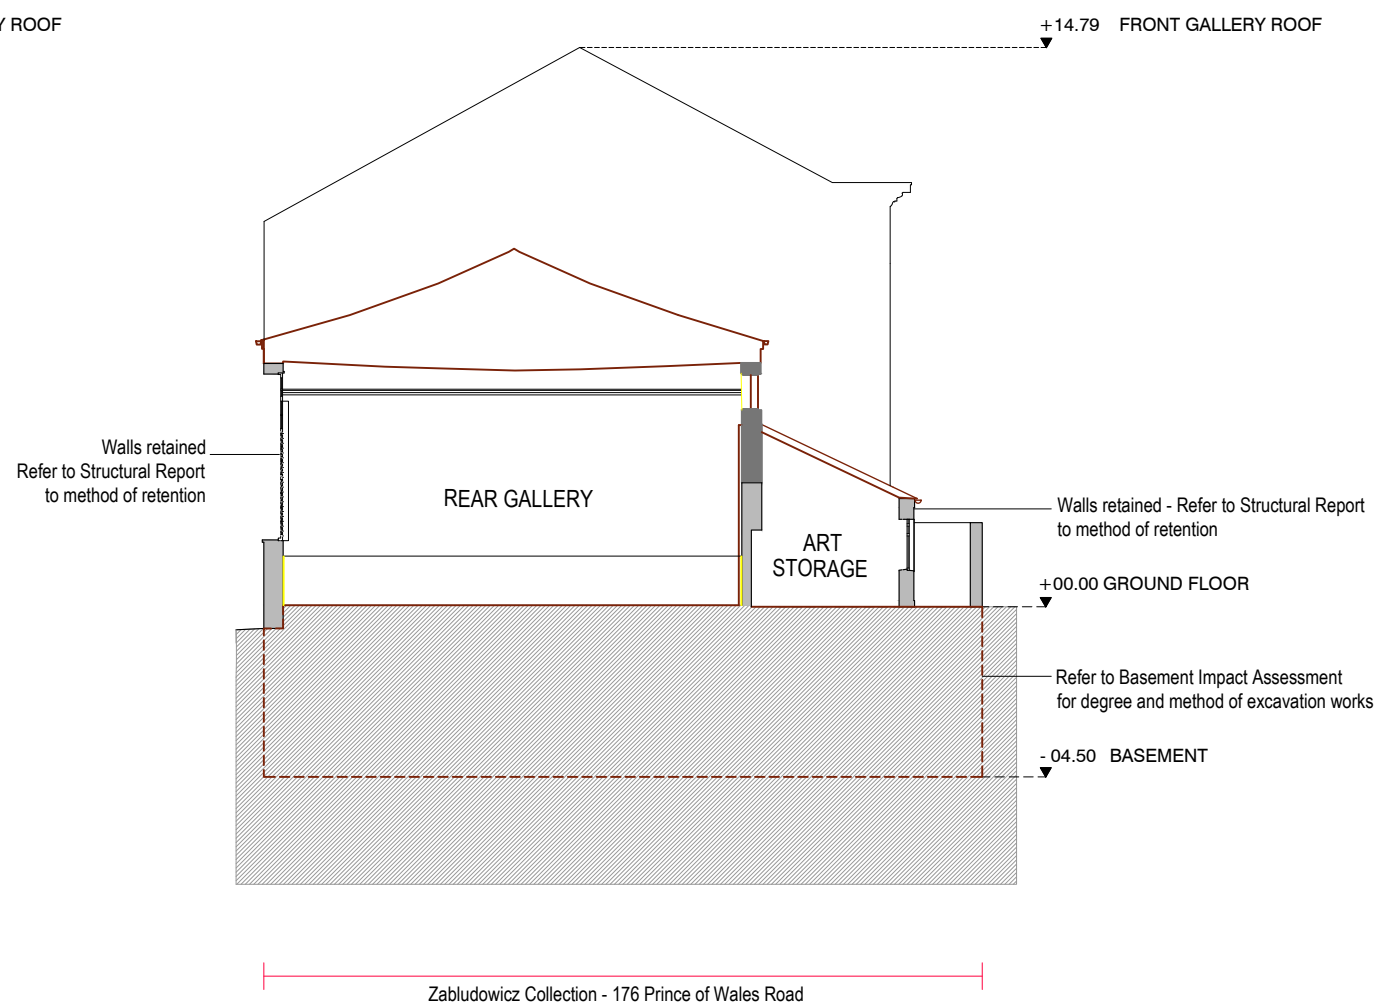 ROOF
+14.79 FRONT GALLERY ROOF
Walls retained
Refer to Structural Report
to method of retention
REAR GALLERY
ART
STORAGE
Walls retained - Refer to Structural Report
to method of retention
+00.00 GROUND FLOOR
Refer to Basement Impact Assessment
for degree and method of excavation works
- 04.50 BASEMENT
Zabludowicz Collection - 176 Prince of Wales Road